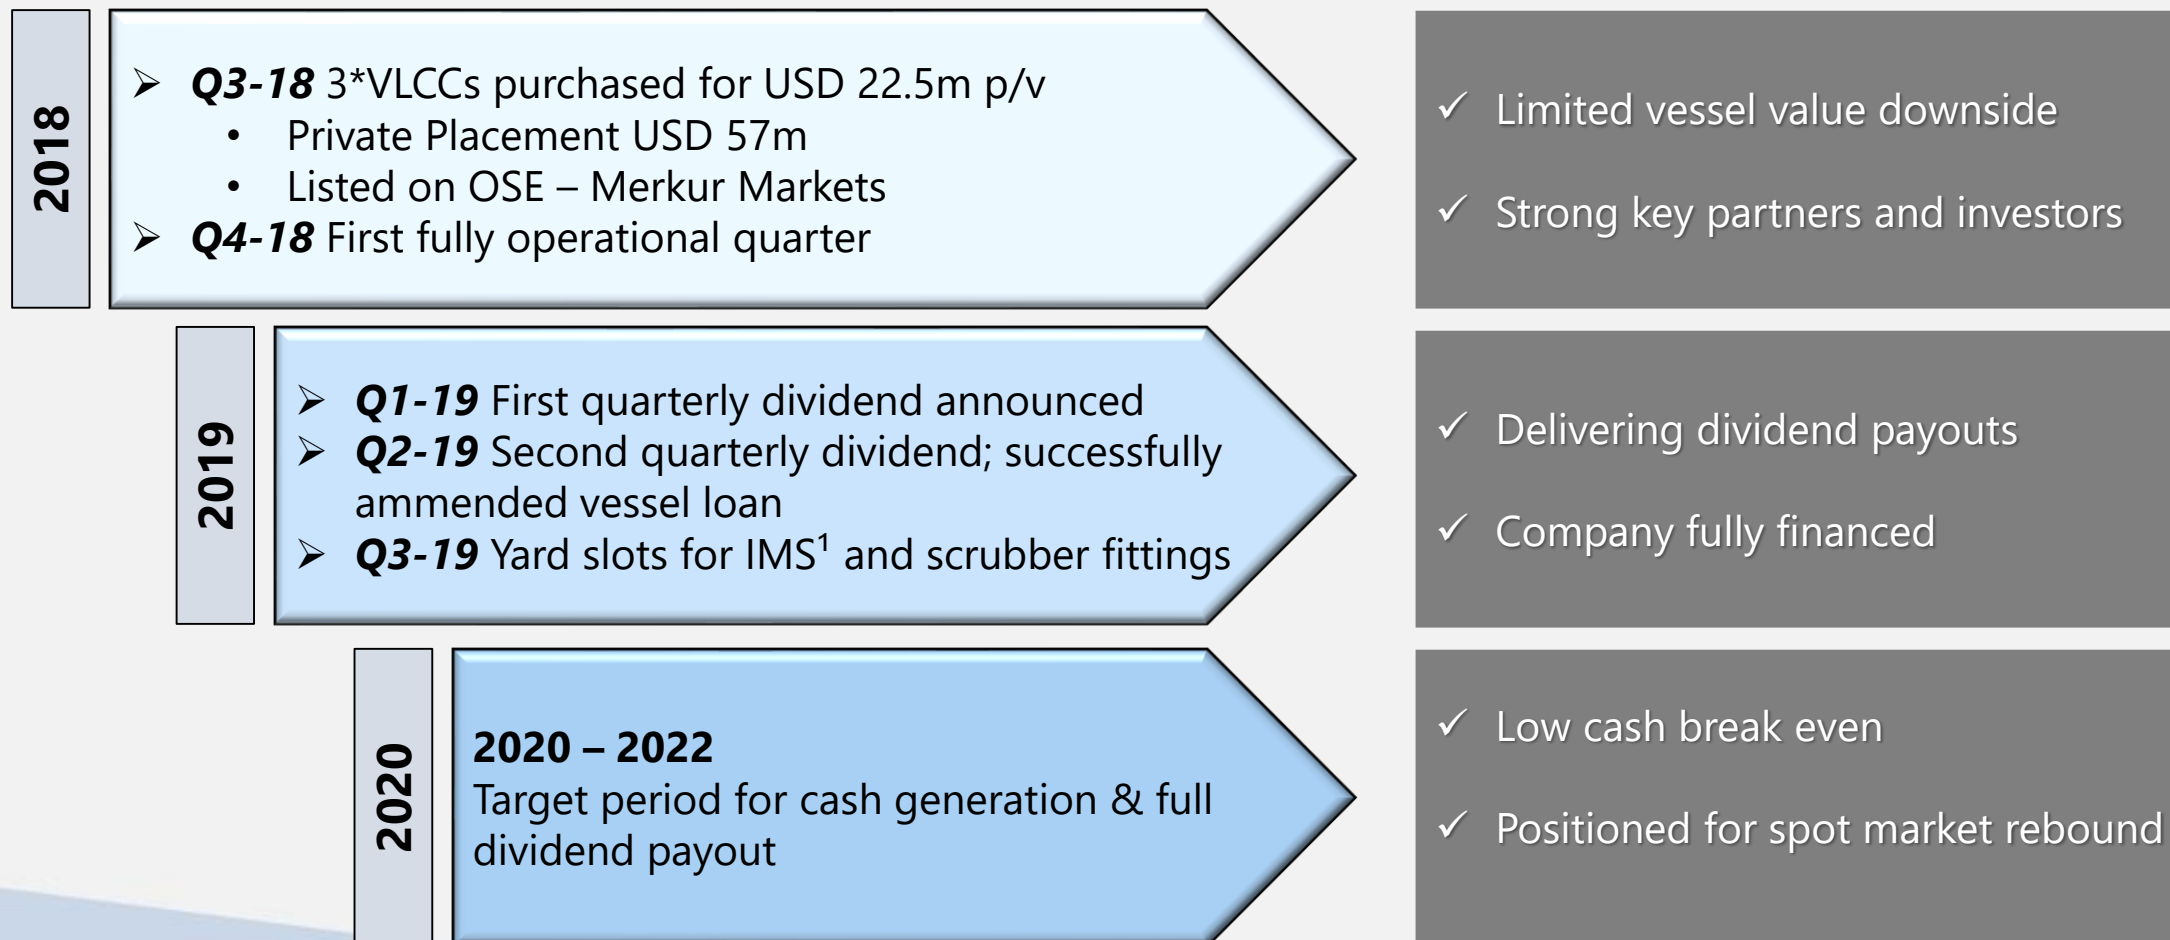 2018
➢ Q3-18 3*VLCCs purchased for USD 22.5m p/v
• Private Placement USD 57m
• Listed on OSE – Merkur Markets
➢ Q4-18 First fully operational quarter
✓ Limited vessel value downside
✓ Strong key partners and investors
2019
➢ Q1-19 First quarterly dividend announced
➢ Q2-19 Second quarterly dividend; successfully
ammended vessel loan
➢ Q3-19 Yard slots for IMS¹ and scrubber fittings
✓ Delivering dividend payouts
✓ Company fully financed
2020
2020 – 2022
Target period for cash generation & full
dividend payout
✓ Low cash break even
✓ Positioned for spot market rebound